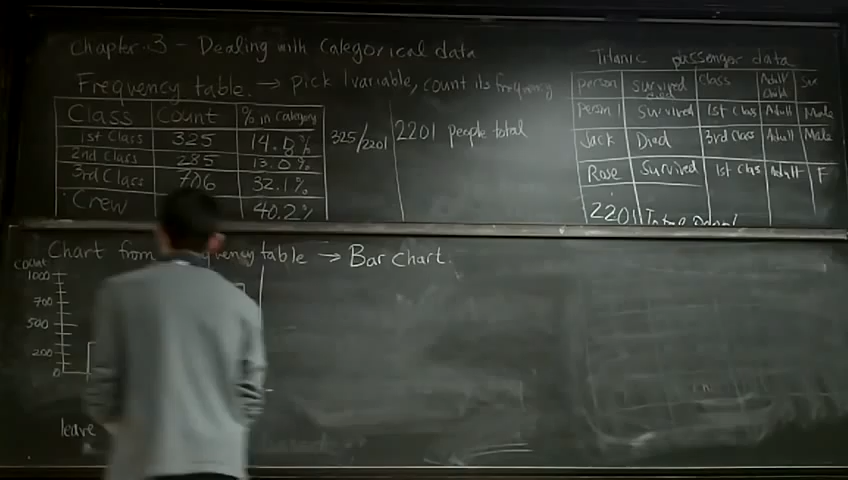 Chapter 3 - Dealing with Categorical data
Frequency table. → pick 1 variable, count its frequency
Class Count % in category
1st Class 325 14.8%
2nd Class 285 13.0%
3rd Class 706 32.1%
Crew 40.2%
325/2201
2201 people total
Titanic passenger data
person survived died class Adult/Child Sex
Person 1 Survived 1st Class Adult Male
Jack Died 3rd Class Adult Male
Rose Survived 1st Class Adult F
2201
Chart from frequency table → Bar chart.
count
1000
700
500
200
0
leave